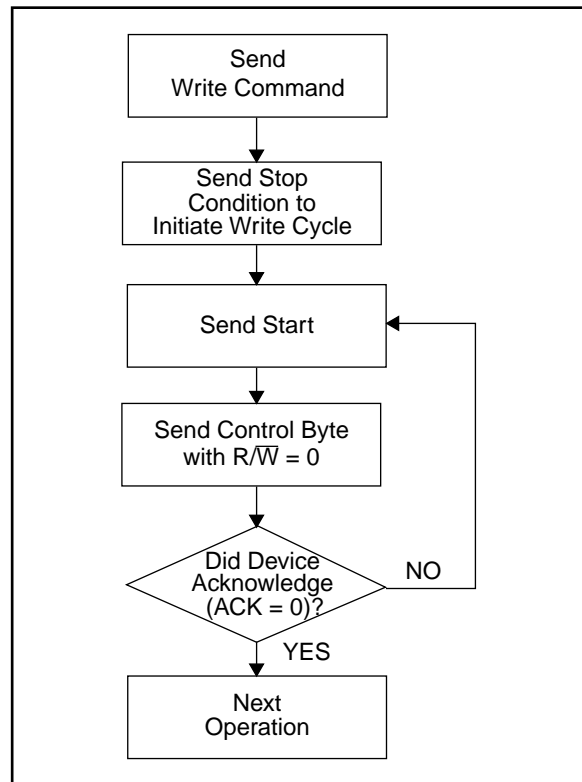 Send
Write Command
Send Stop
Condition to
Initiate Write Cycle
Send Start
Send Control Byte
with R/W̅ = 0
Did Device
Acknowledge
(ACK = 0)?
NO
YES
Next
Operation